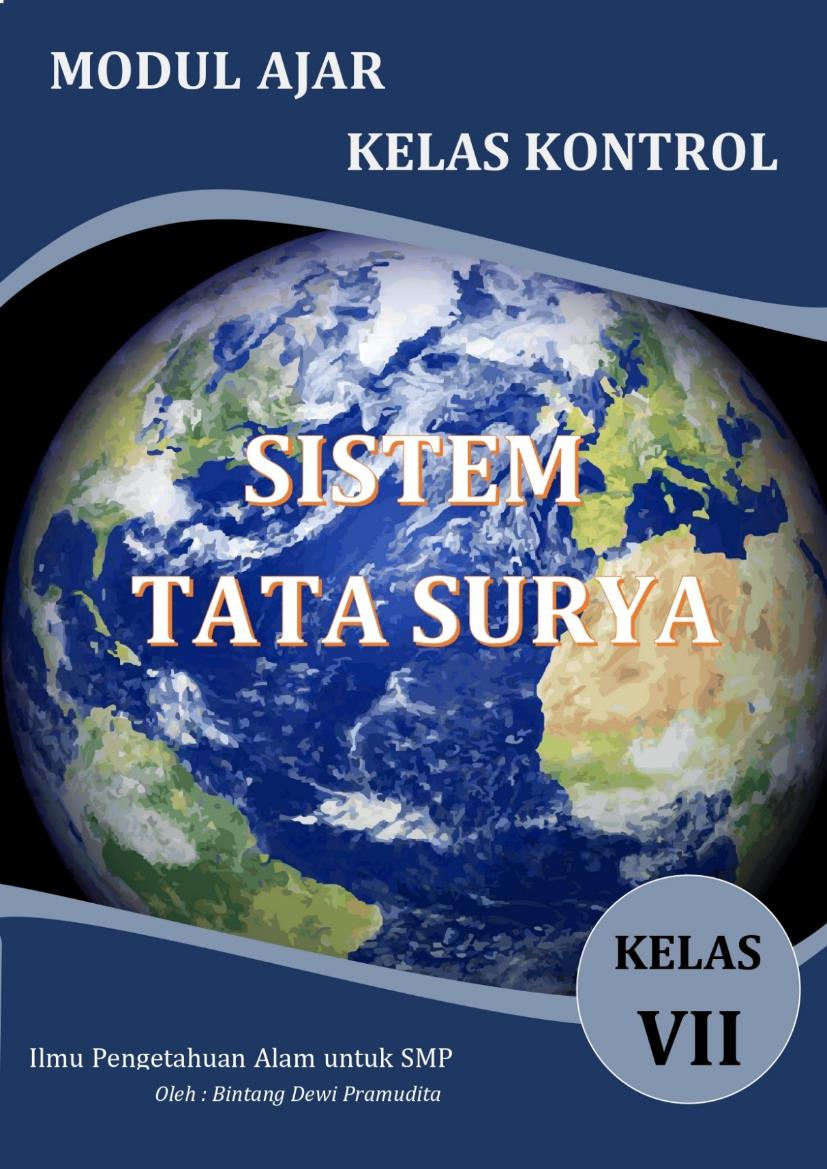 MODUL AJAR
KELAS KONTROL
SISTEM
TATA SURYA
KELAS
VII
Ilmu Pengetahuan Alam untuk SMP
Oleh : Bintang Dewi Pramudita